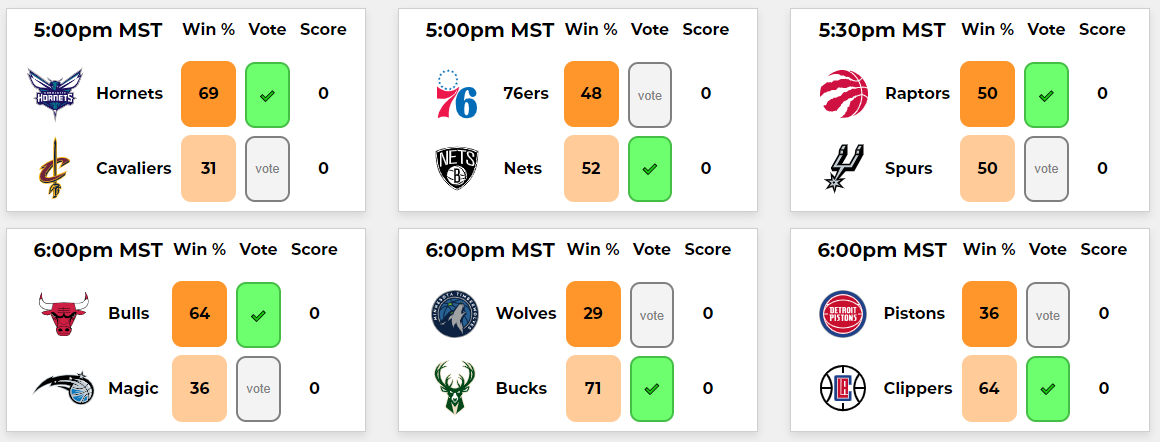 5:00pm MST Win % Vote Score
HORNETS Hornets 69 0
Cavaliers 31 vote 0
5:00pm MST Win % Vote Score
76 76ers 48 vote 0
NETS B Nets 52 0
5:30pm MST Win % Vote Score
Raptors 50 0
Spurs 50 vote 0
6:00pm MST Win % Vote Score
Bulls 64 0
Magic 36 vote 0
6:00pm MST Win % Vote Score
Wolves 29 vote 0
Bucks 71 0
6:00pm MST Win % Vote Score
DETROIT PISTONS Pistons 36 vote 0
Clippers 64 0